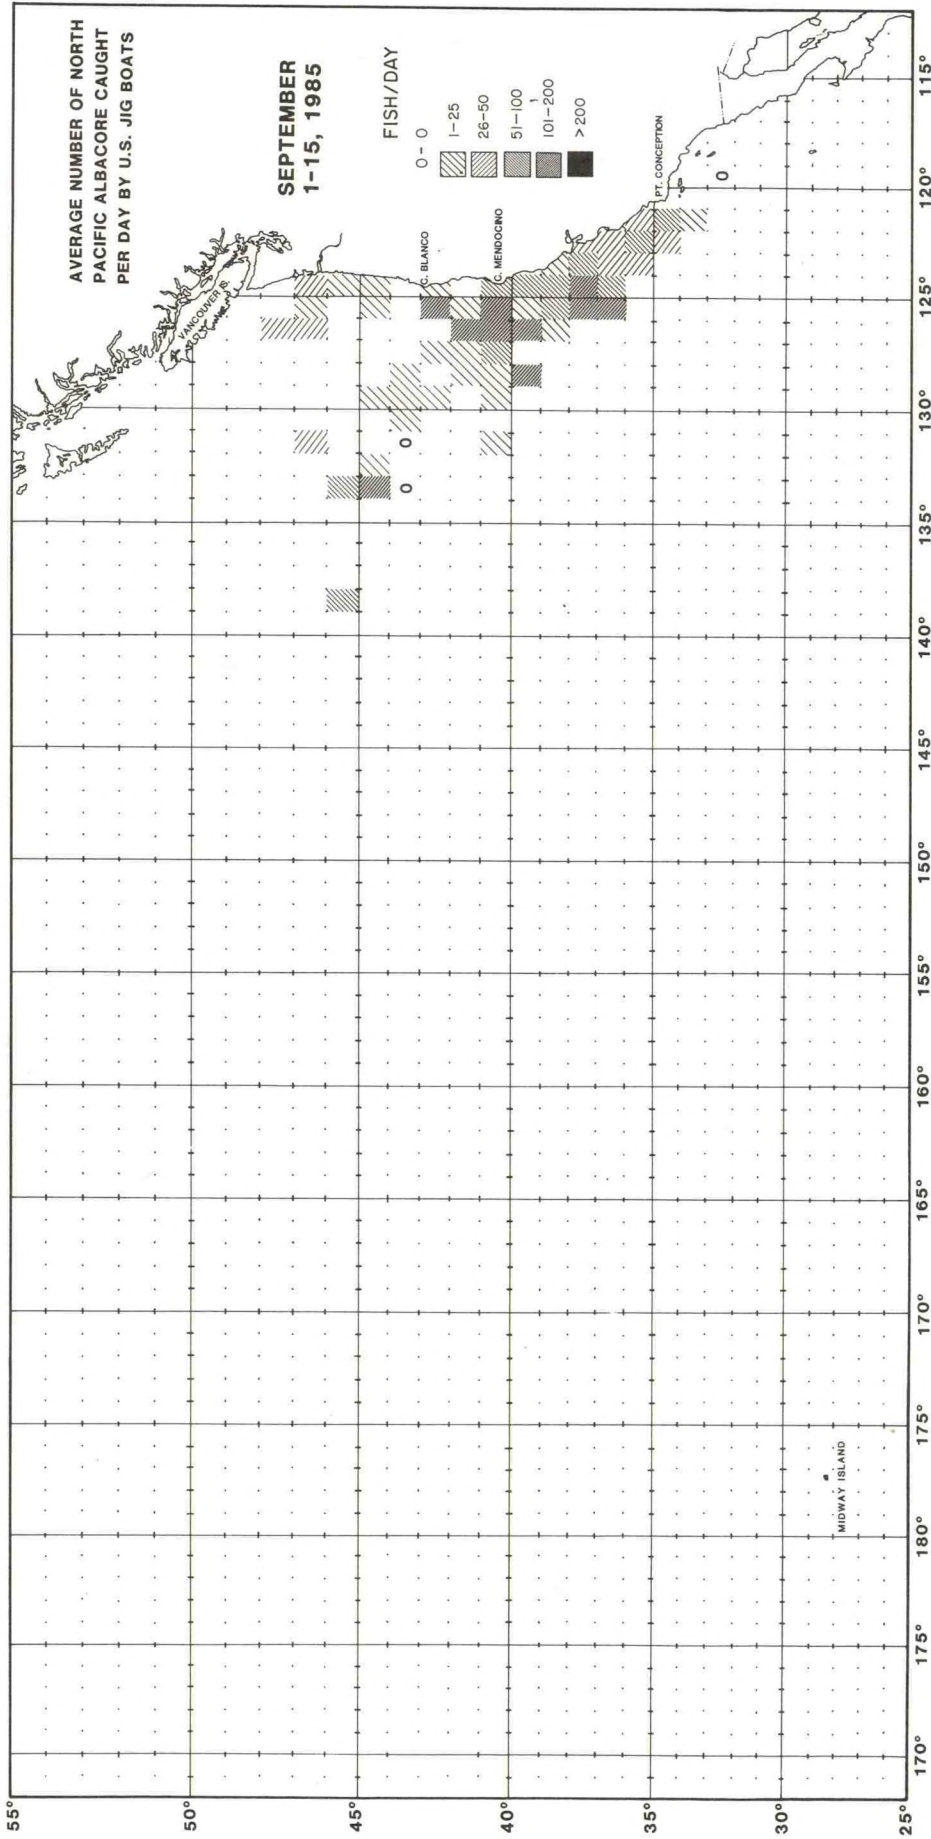 AVERAGE NUMBER OF NORTH
PACIFIC ALBACORE CAUGHT
PER DAY BY U.S. JIG BOATS
SEPTEMBER
1-15, 1985
FISH/DAY
0 - 0
1-25
26-50
51-100
101-200
>200
VANCOUVER IS.
C. BLANCO
C. MENDOCINO
PT. CONCEPTION
MIDWAY ISLAND
0
0
0
55°
50°
45°
40°
35°
30°
25°
170°
175°
180°
175°
170°
165°
160°
155°
150°
145°
140°
135°
130°
125°
120°
115°